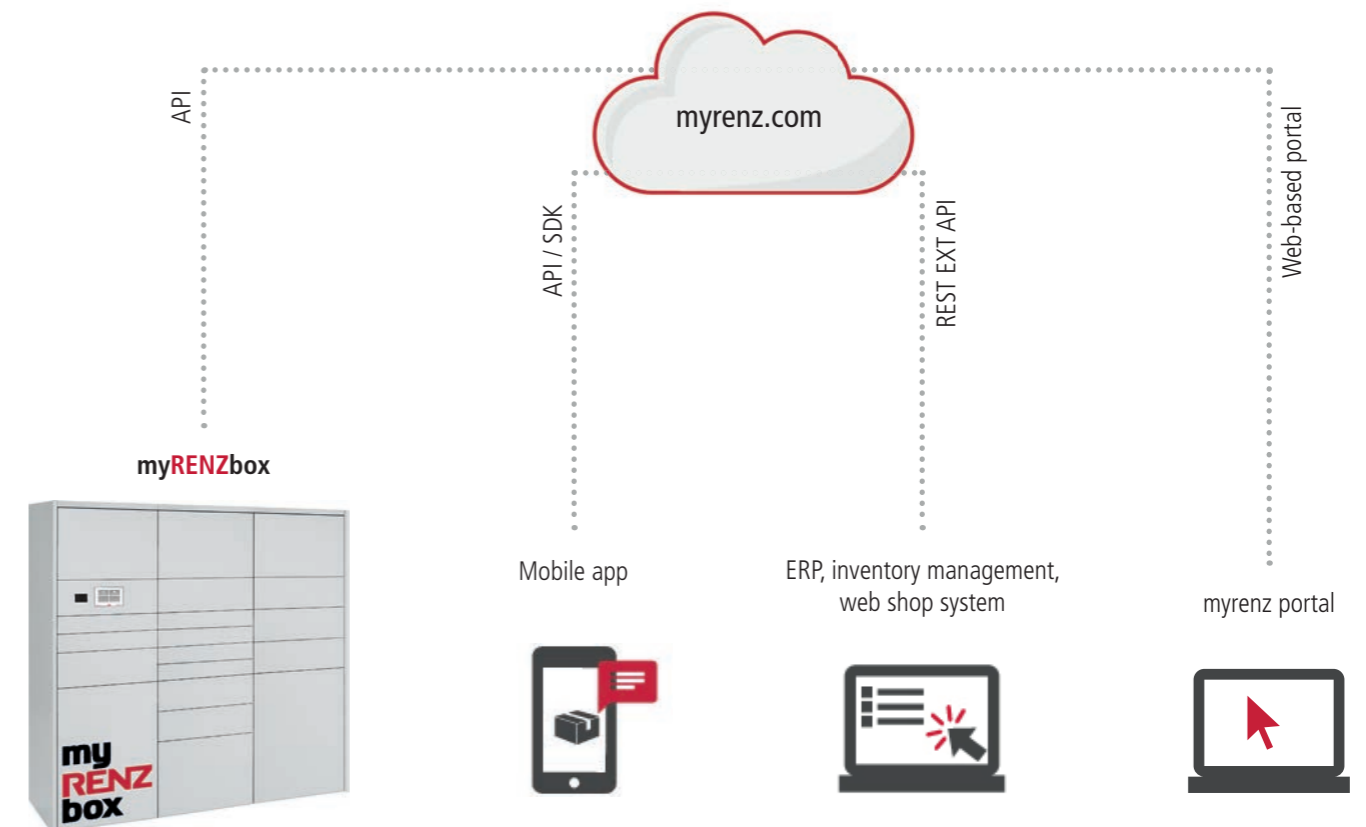 myrenz.com
API
API / SDK
REST EXT API
Web-based portal
myRENZbox
Mobile app
ERP, inventory management,
web shop system
myrenz portal
my
RENZ
box